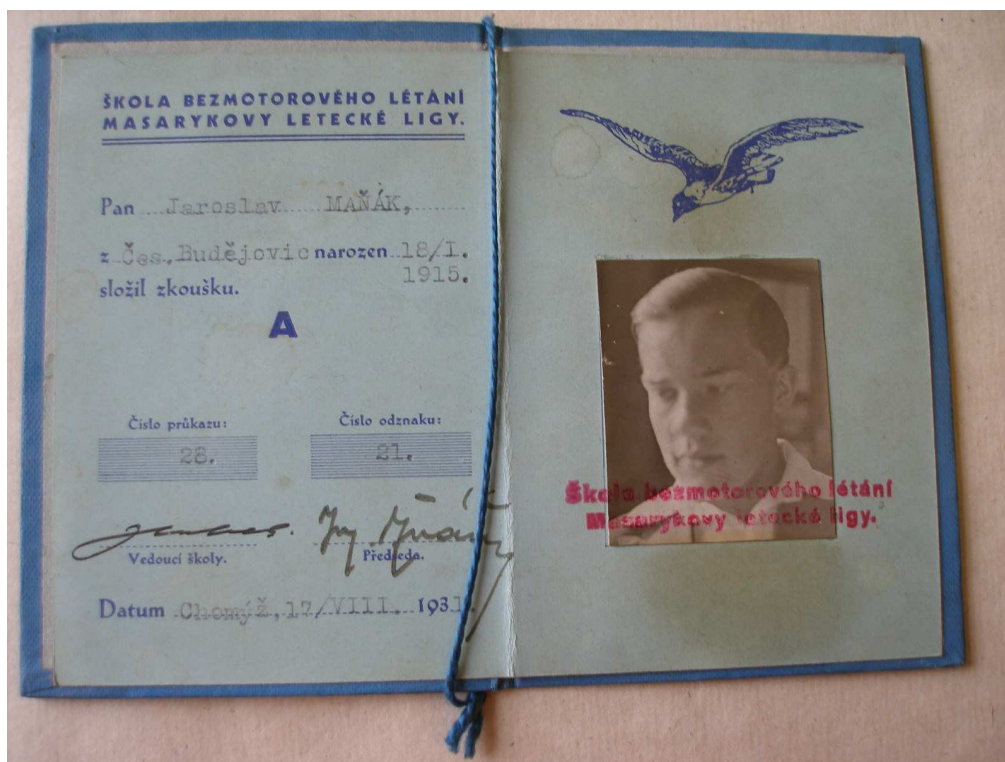 ŠKOLA BEZMOTOROVÉHO LÉTÁNÍ
MASARYKOVY LETECKÉ LIGY.
Pan Jaroslav MAŇÁK,
z Čes. Budějovic narozen 18/I.
1915.
složil zkoušku.
A
Číslo průkazu: Číslo odznaku:
28. 21.
Vedoucí školy. Předseda.
Datum Chomýž, 17/VIII. 1931.
Škola bezmotorového létání
Masarykovy letecké ligy.